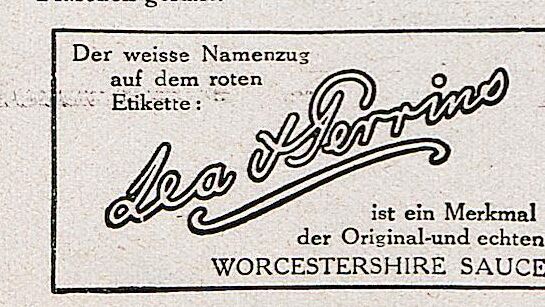 Der weisse Namenzug
auf dem roten
Etikette:
Lea & Perrins
ist ein Merkmal
der Original-und echten
WORCESTERSHIRE SAUCE